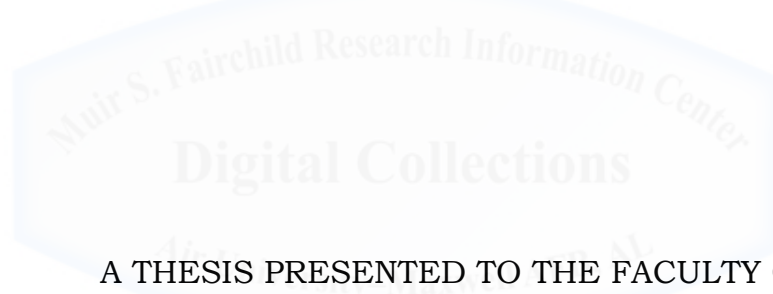 Muir S. Fairchild Research Information Center
Digital Collections
A THESIS PRESENTED TO THE FACULTY